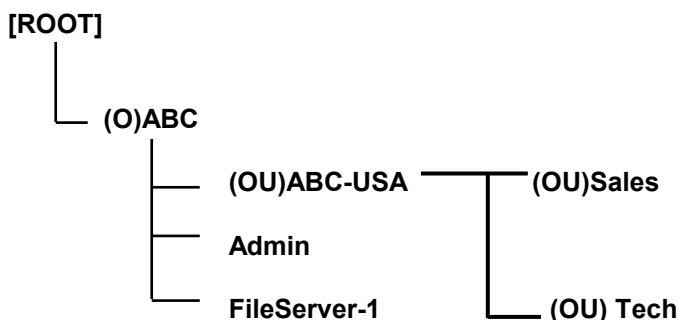 [ROOT]
(O)ABC
(OU)ABC-USA (OU)Sales
Admin
FileServer-1 (OU) Tech